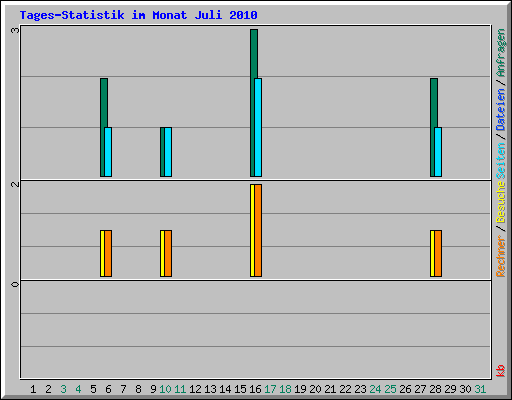 Tages-Statistik im Monat Juli 2010
3
2
0
Anfragen / Dateien / Seiten
Rechner / Besuche
kb
1 2 3 4 5 6 7 8 9 10 11 12 13 14 15 16 17 18 19 20 21 22 23 24 25 26 27 28 29 30 31